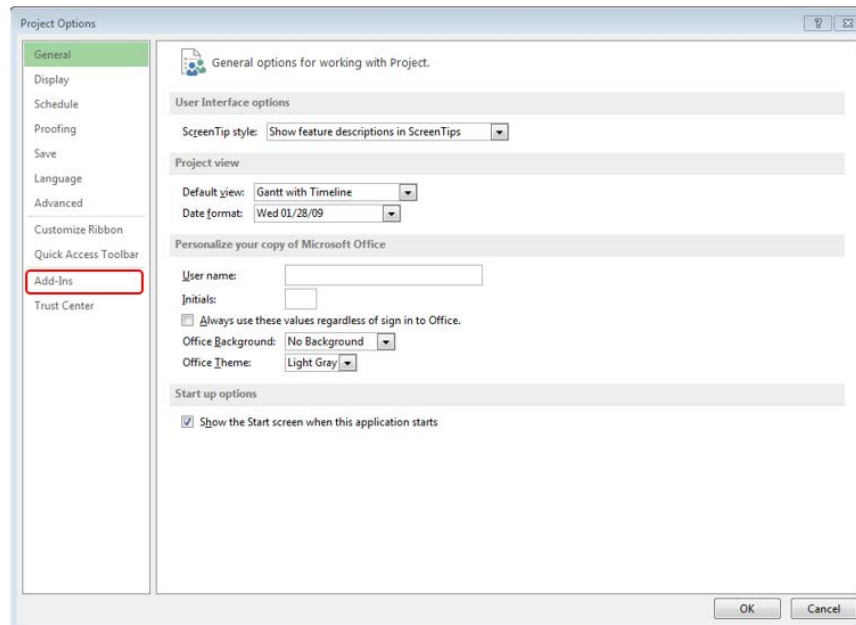 Project Options
General
Display
Schedule
Proofing
Save
Language
Advanced
Customize Ribbon
Quick Access Toolbar
Add-Ins
Trust Center
General options for working with Project.
User Interface options
ScreenTip style: Show feature descriptions in ScreenTips
Project view
Default view: Gantt with Timeline
Date format: Wed 01/28/09
Personalize your copy of Microsoft Office
User name:
Initials:
Always use these values regardless of sign in to Office.
Office Background: No Background
Office Theme: Light Gray
Start up options
Show the Start screen when this application starts
OK Cancel